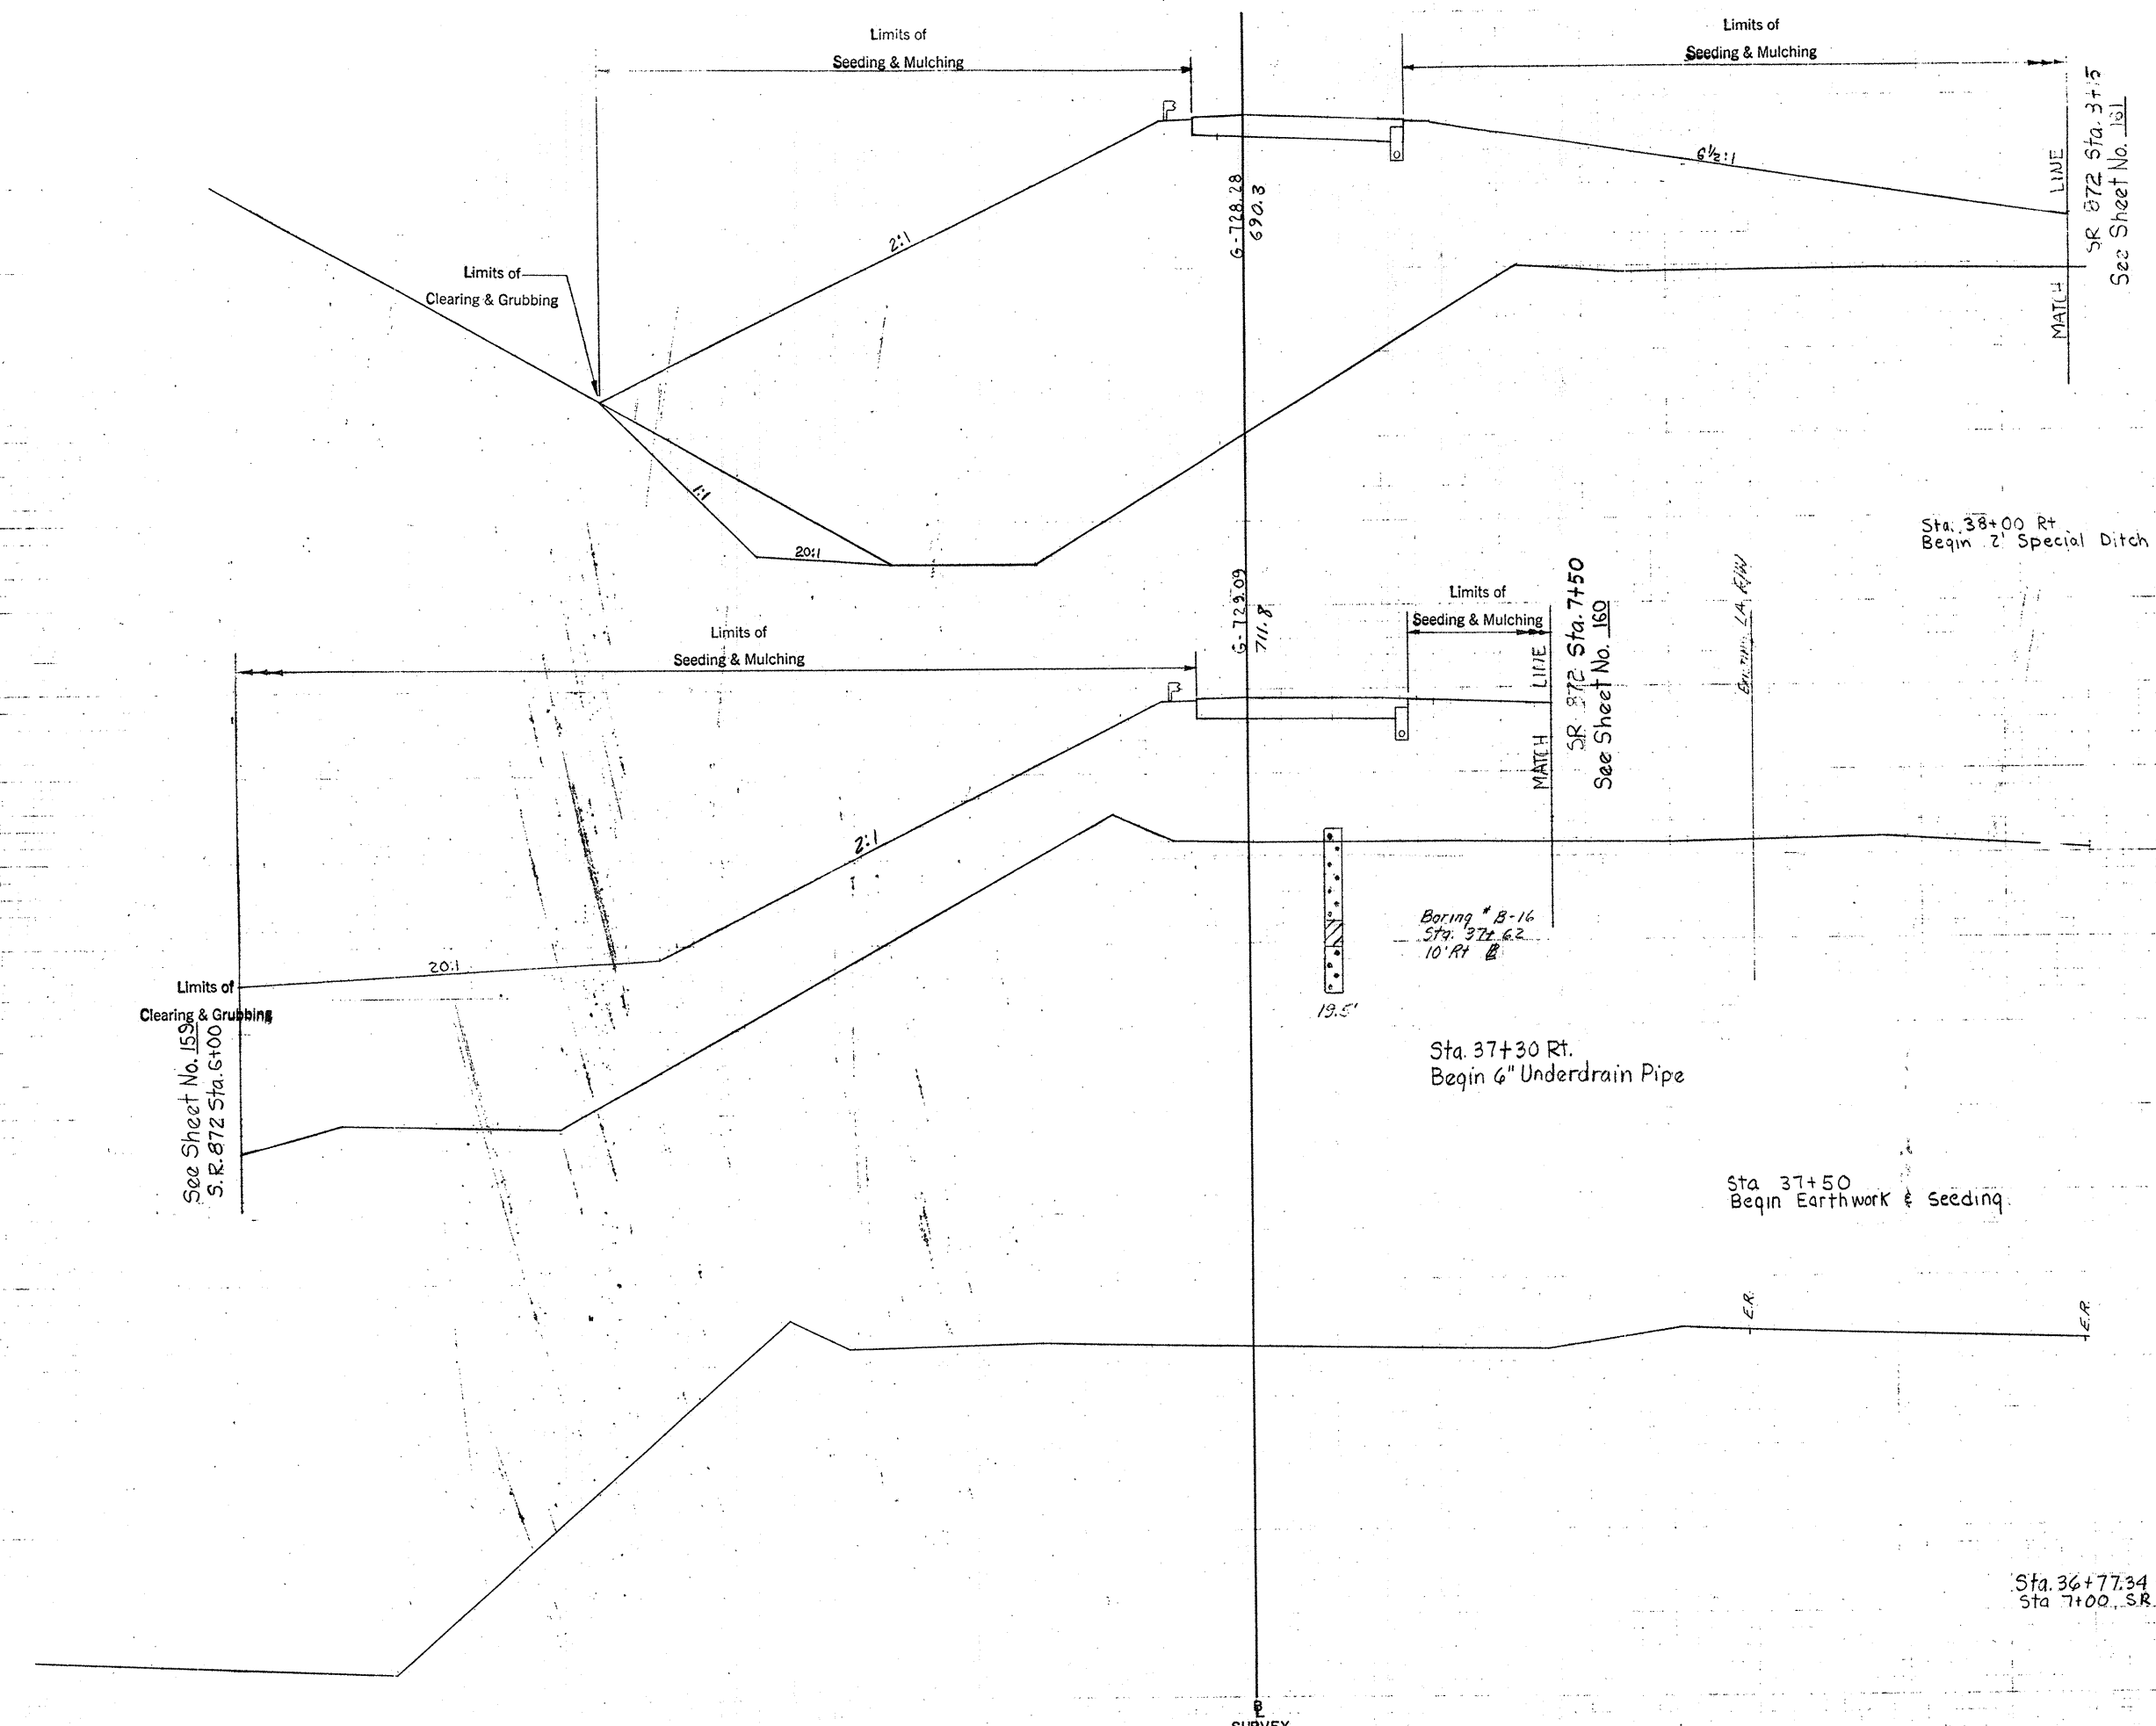 Limits of
Seeding & Mulching
Limits of
Seeding & Mulching
2:1
6½:1
G-728.28
690.3
MATCH LINE
SR 872 Sta. 3+15
See Sheet No. 161
Limits of
Clearing & Grubbing
1:1
20:1
Sta. 38+00 Rt
Begin 2' Special Ditch
G-729.09
711.8
Limits of
Seeding & Mulching
Limits of
Seeding & Mulching
MATCH LINE
SR 872 Sta. 7+50
See Sheet No. 160
L.A. R/W
2:1
20:1
Limits of
Clearing & Grubbing
See Sheet No. 159
S.R. 872 Sta. 6+00
Boring # B-16
Sta. 37+62
10' Rt ⅊
19.5'
Sta. 37+30 Rt.
Begin 6" Underdrain Pipe
Sta 37+50
Begin Earthwork & Seeding
E.R.
E.R.
Sta. 36+77.34
Sta 7+00, SR
SURVEY